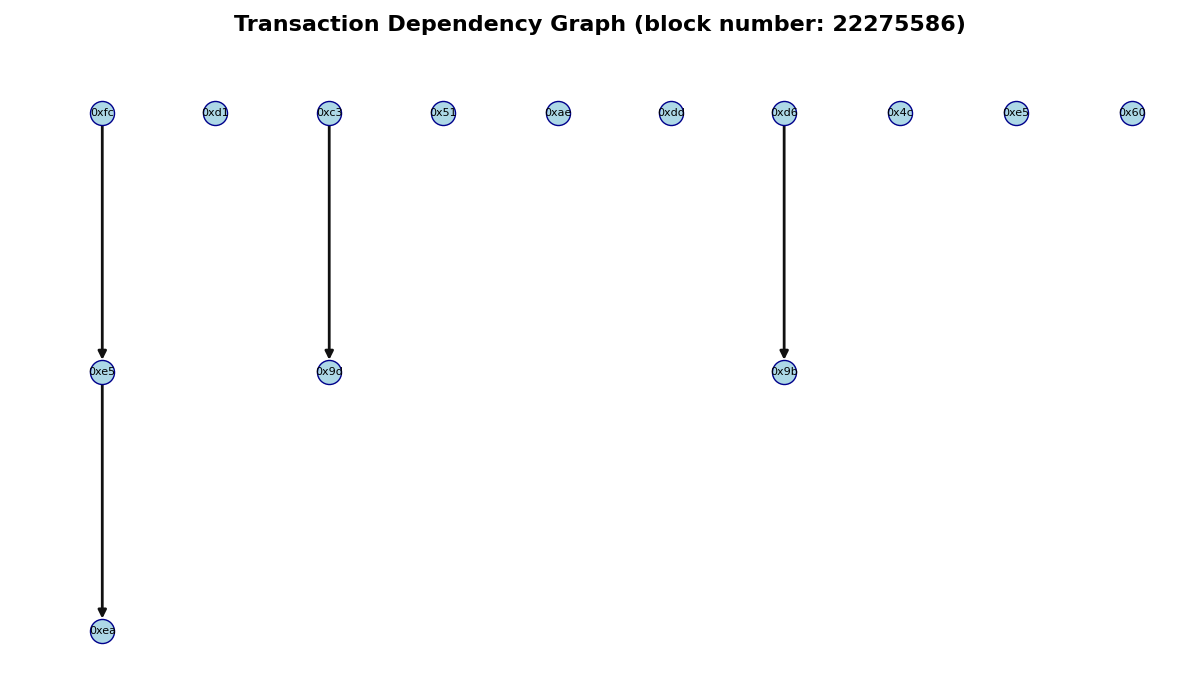 Transaction Dependency Graph (block number: 22275586)
0xfc 0xd1 0xc3 0x51 0xae 0xdd 0xd6 0x4c 0xe5 0x60
0xe5 0x9d 0x9b
0xea